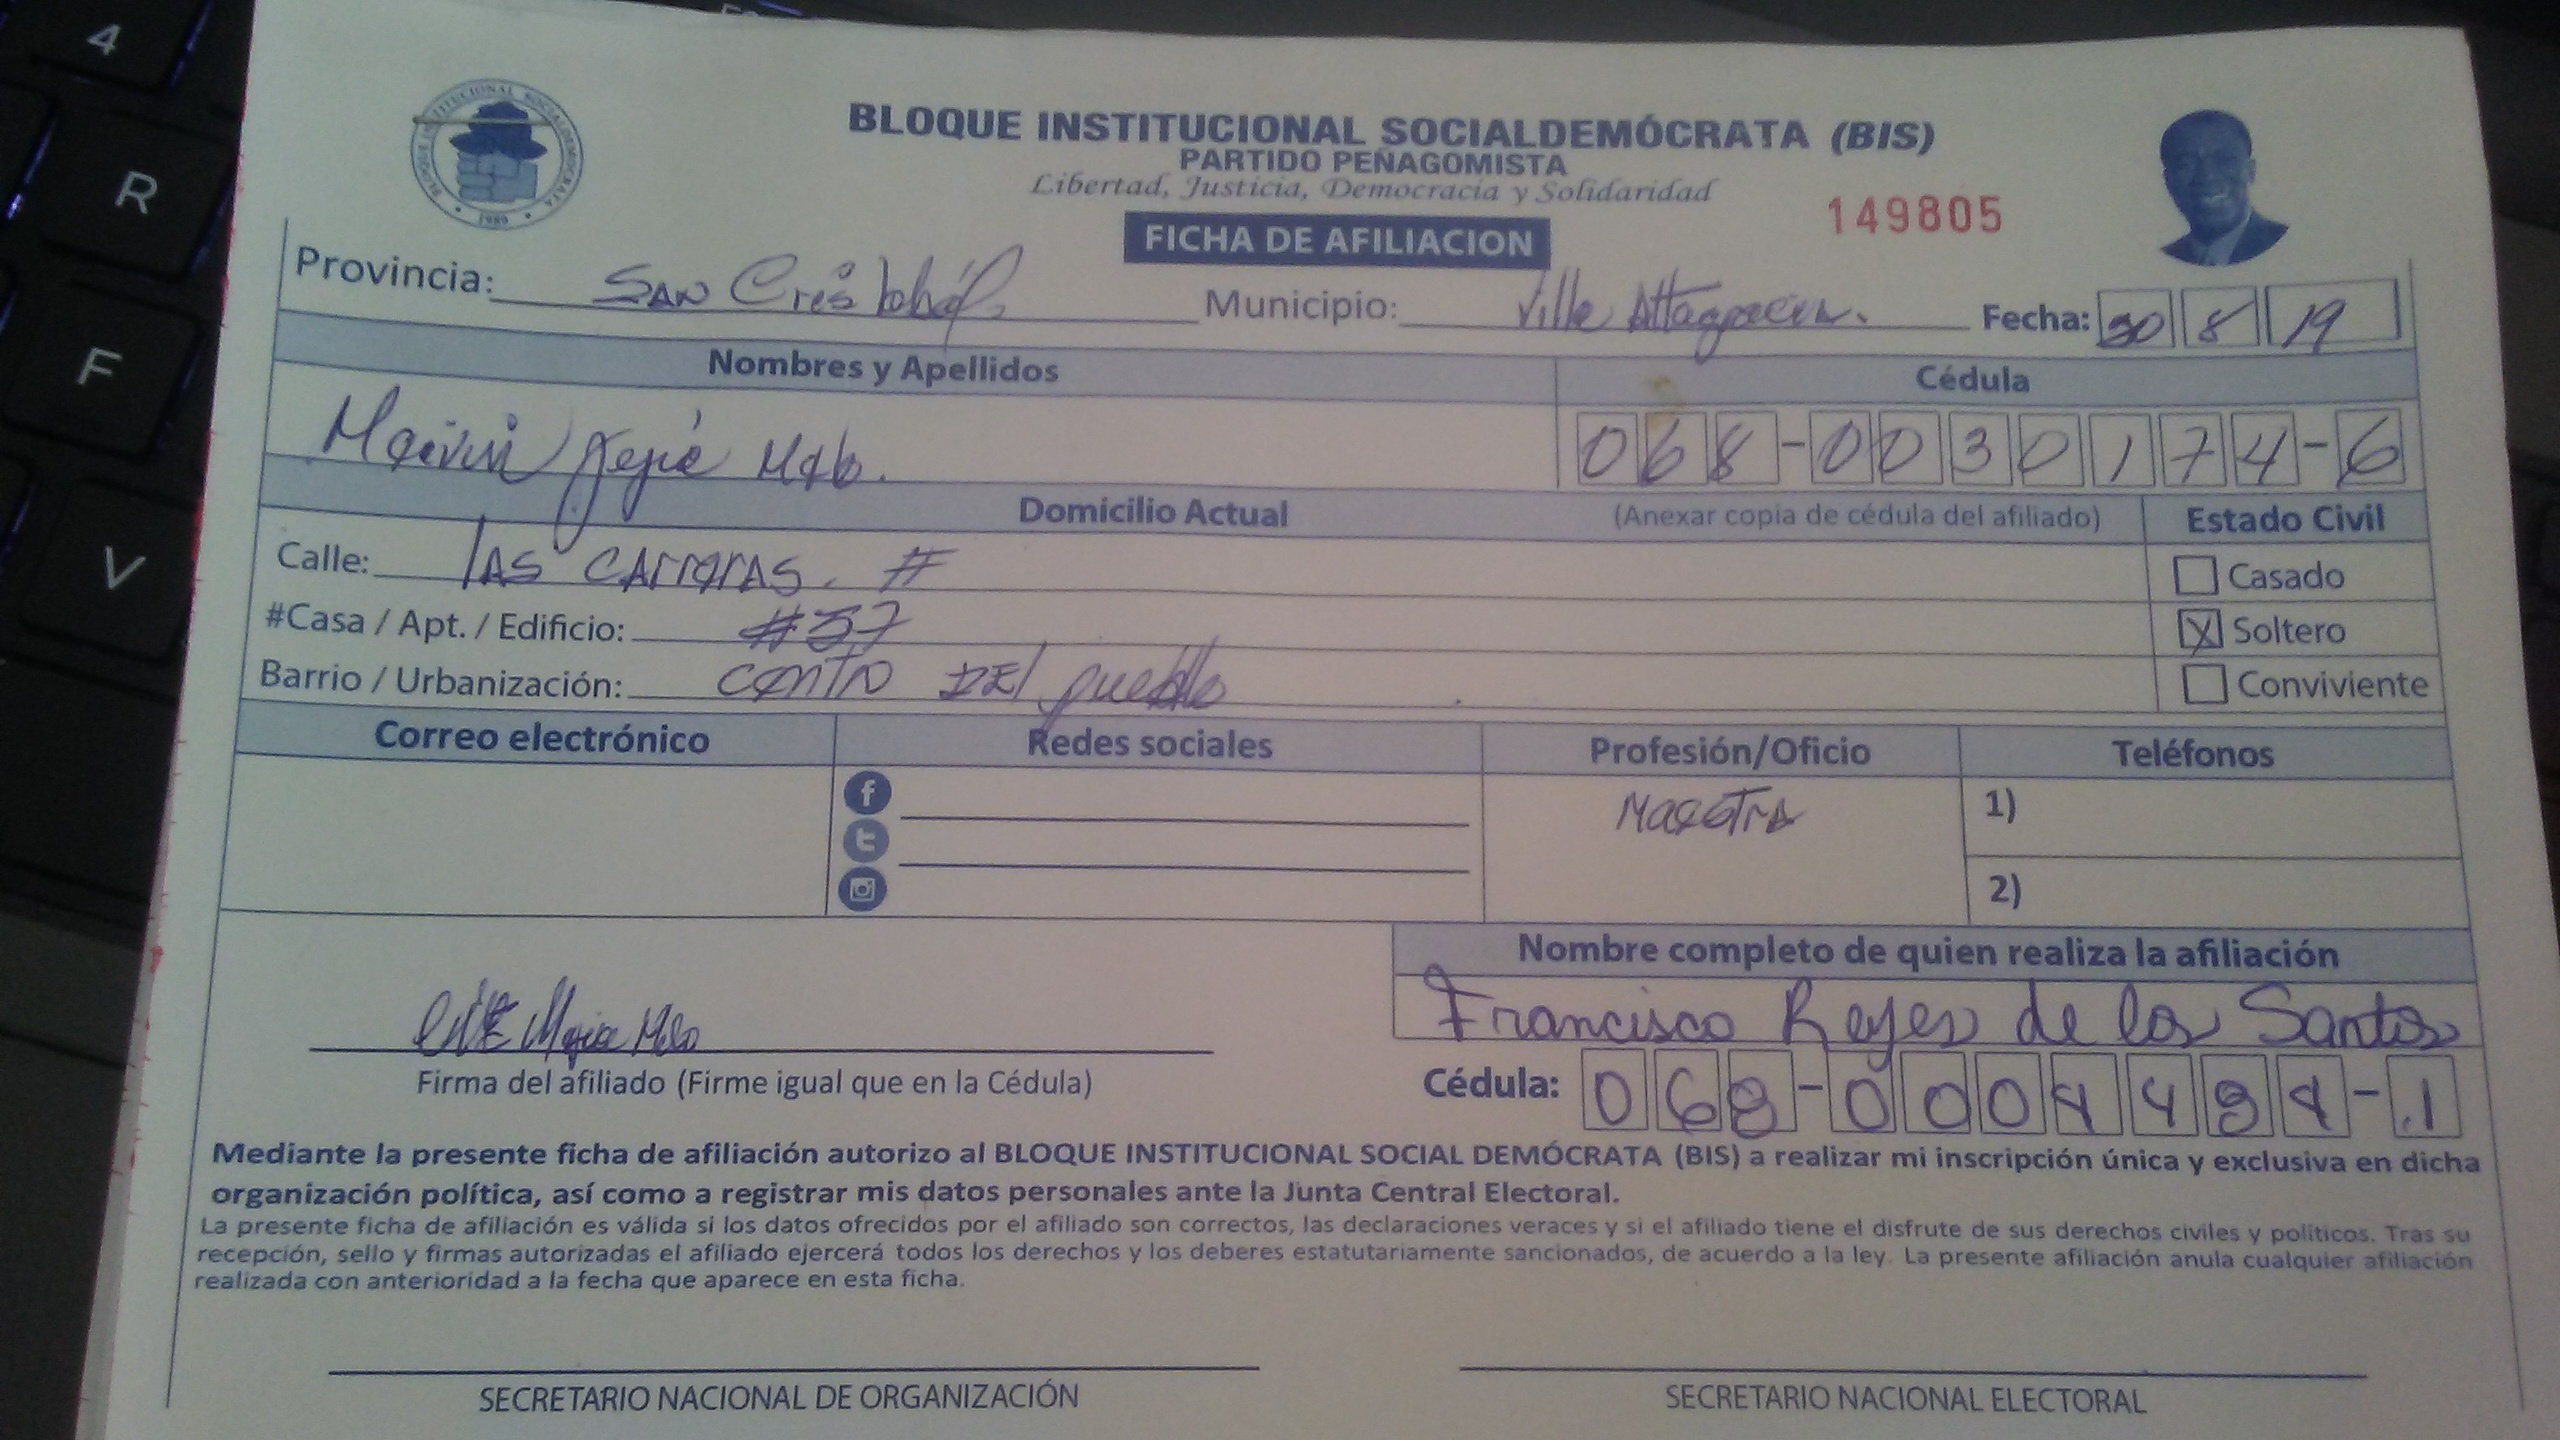 4
R
F
V
BLOQUE INSTITUCIONAL SOCIALDEMÓCRATA
1989
BLOQUE INSTITUCIONAL SOCIALDEMÓCRATA (BIS)
PARTIDO PEÑAGOMISTA
Libertad, Justicia, Democracia y Solidaridad
149805
FICHA DE AFILIACION
Provincia: SAN Cristobal Municipio: Villa Altagracia. Fecha: 30 8 19
Nombres y Apellidos Cédula
Mejía 068-0030174-6
Domicilio Actual (Anexar copia de cédula del afiliado) Estado Civil
Calle: las carreras. # Casado
#Casa / Apt. / Edificio: #37 X Soltero
Barrio / Urbanización: centro DEl pueblo Conviviente
Correo electrónico Redes sociales Profesión/Oficio Teléfonos
Maestra 1)
2)
Nombre completo de quien realiza la afiliación
Francisco Reyes de los Santos
Mejia Melo
Firma del afiliado (Firme igual que en la Cédula) Cédula: 068-000
Mediante la presente ficha de afiliación autorizo al BLOQUE INSTITUCIONAL SOCIAL DEMÓCRATA (BIS) a realizar mi inscripción única y exclusiva en dicha
organización política, así como a registrar mis datos personales ante la Junta Central Electoral.
La presente ficha de afiliación es válida si los datos ofrecidos por el afiliado son correctos, las declaraciones veraces y si el afiliado tiene el disfrute de sus derechos civiles y políticos. Tras su
recepción, sello y firmas autorizadas el afiliado ejercerá todos los derechos y los deberes estatutariamente sancionados, de acuerdo a la ley. La presente afiliación anula cualquier afiliación
realizada con anterioridad a la fecha que aparece en esta ficha.
SECRETARIO NACIONAL DE ORGANIZACIÓN SECRETARIO NACIONAL ELECTORAL